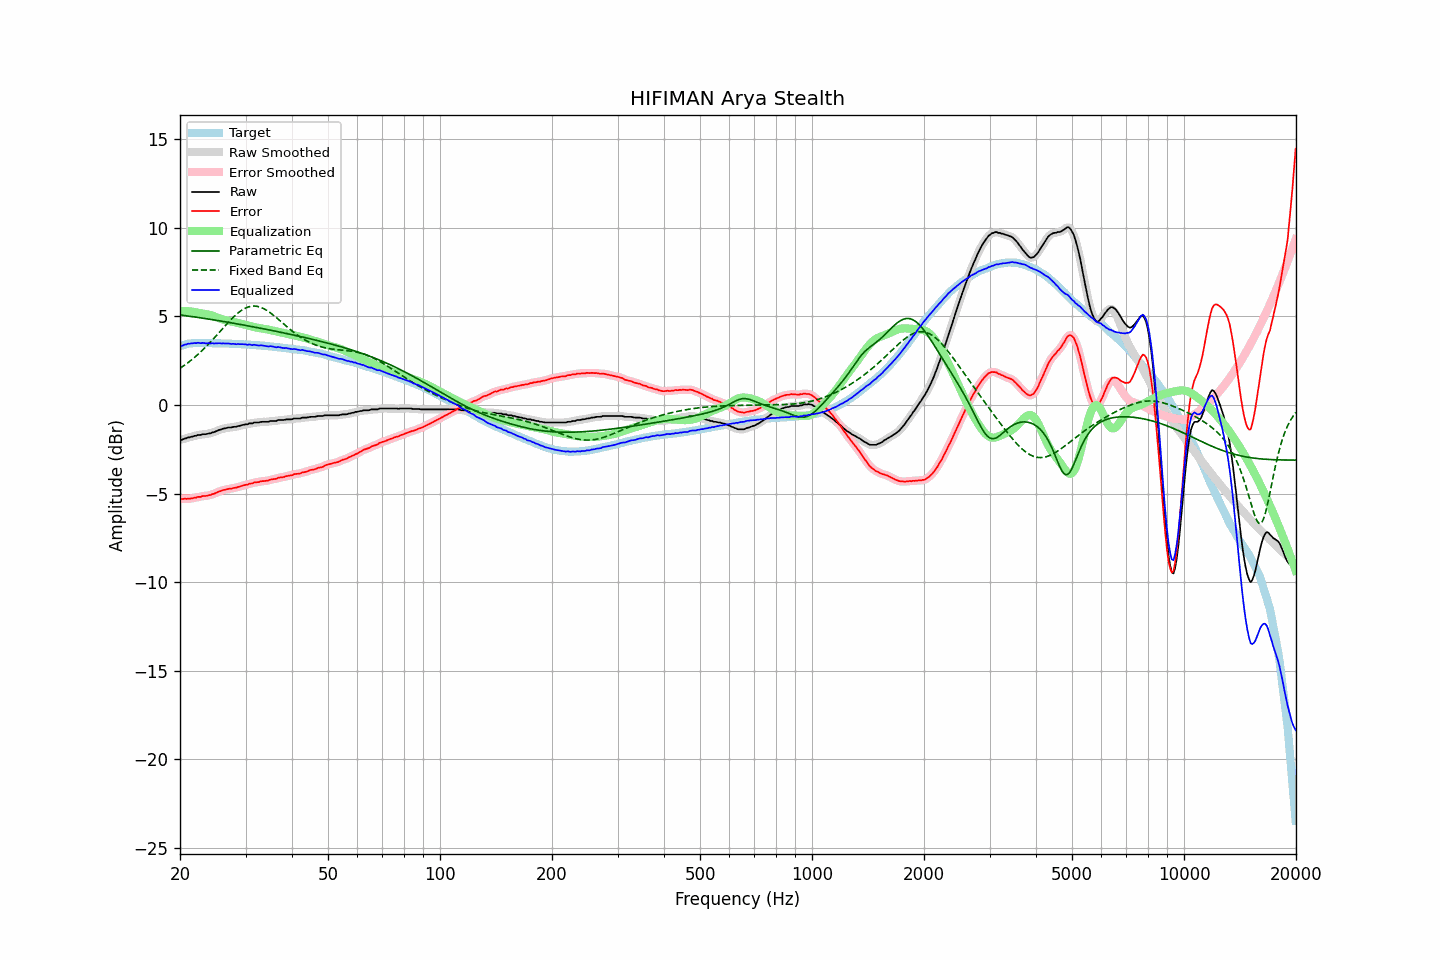 HIFIMAN Arya Stealth
15
10
5
0
−5
−10
−15
−20
−25
Amplitude (dBr)
Target
Raw Smoothed
Error Smoothed
Raw
Error
Equalization
Parametric Eq
Fixed Band Eq
Equalized
20
50
100
200
500
1000
2000
5000
10000
20000
Frequency (Hz)